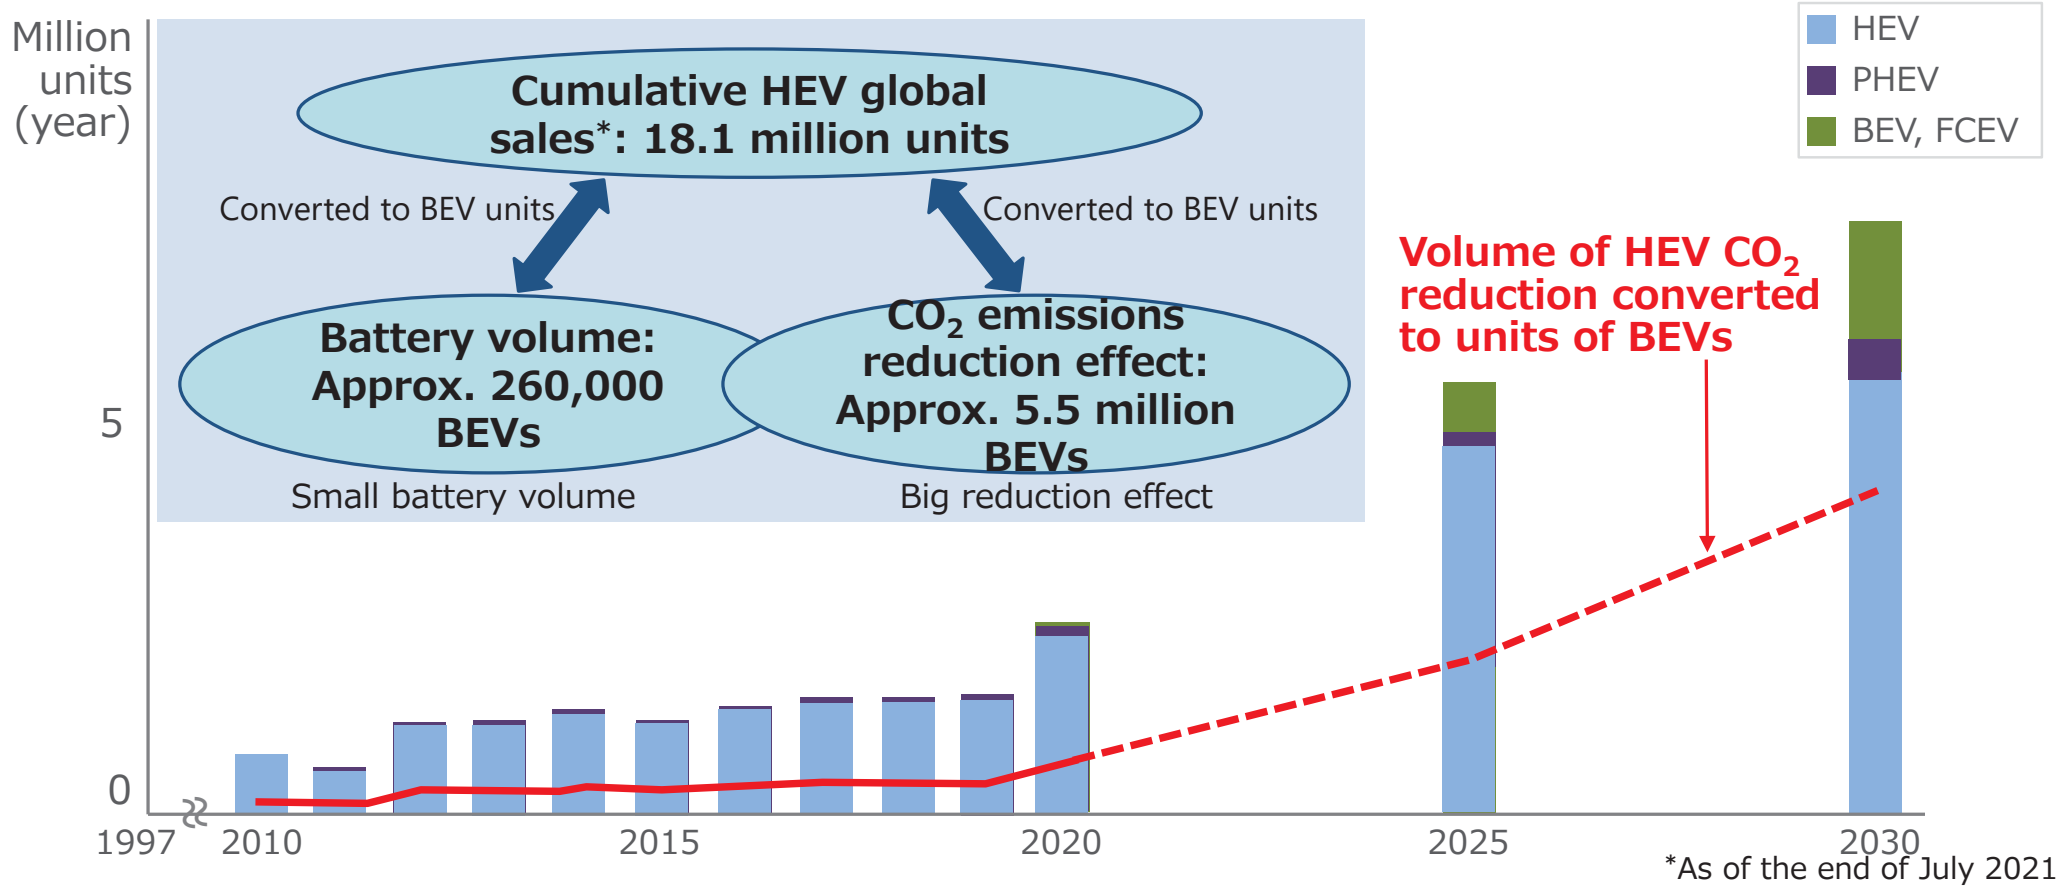 Million
units
(year)
HEV
PHEV
BEV, FCEV
Cumulative HEV global
sales*: 18.1 million units
Converted to BEV units
Converted to BEV units
Battery volume:
Approx. 260,000
BEVs
CO₂ emissions
reduction effect:
Approx. 5.5 million
BEVs
Small battery volume
Big reduction effect
Volume of HEV CO₂
reduction converted
to units of BEVs
5
0
1997
2010
2015
2020
2025
2030
*As of the end of July 2021